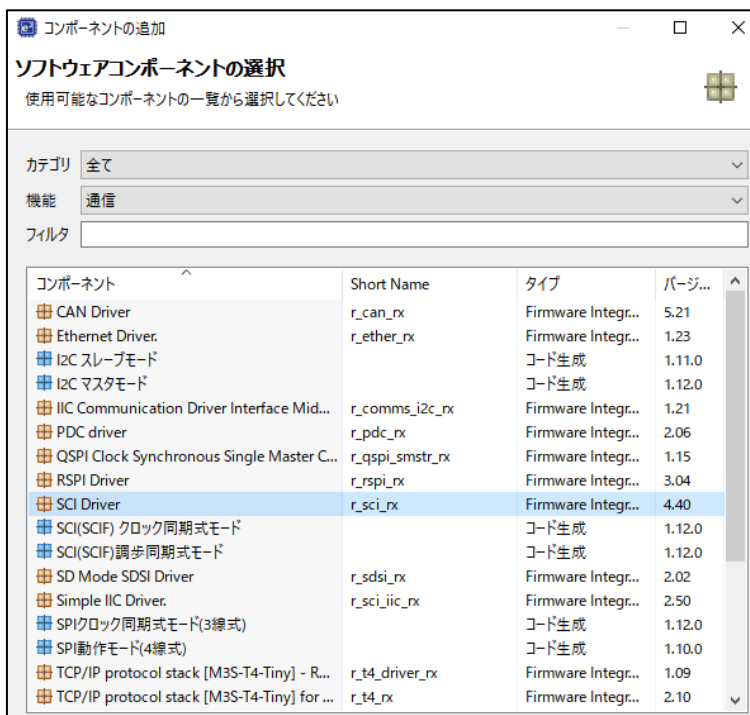 コンポーネントの追加
ソフトウェアコンポーネントの選択
使用可能なコンポーネントの一覧から選択してください
カテゴリ 全て
機能 通信
フィルタ
コンポーネント Short Name タイプ バージ...
CAN Driver r_can_rx Firmware Integr... 5.21
Ethernet Driver. r_ether_rx Firmware Integr... 1.23
I2C スレーブモード コード生成 1.11.0
I2C マスタモード コード生成 1.12.0
IIC Communication Driver Interface Mid... r_comms_i2c_rx Firmware Integr... 1.21
PDC driver r_pdc_rx Firmware Integr... 2.06
QSPI Clock Synchronous Single Master C... r_qspi_smstr_rx Firmware Integr... 1.15
RSPI Driver r_rspi_rx Firmware Integr... 3.04
SCI Driver r_sci_rx Firmware Integr... 4.40
SCI(SCIF) クロック同期式モード コード生成 1.12.0
SCI(SCIF)調歩同期式モード コード生成 1.12.0
SD Mode SDSI Driver r_sdsi_rx Firmware Integr... 2.02
Simple IIC Driver. r_sci_iic_rx Firmware Integr... 2.50
SPIクロック同期式モード(3線式) コード生成 1.12.0
SPI動作モード(4線式) コード生成 1.10.0
TCP/IP protocol stack [M3S-T4-Tiny] - R... r_t4_driver_rx Firmware Integr... 1.09
TCP/IP protocol stack [M3S-T4-Tiny] for ... r_t4_rx Firmware Integr... 2.10